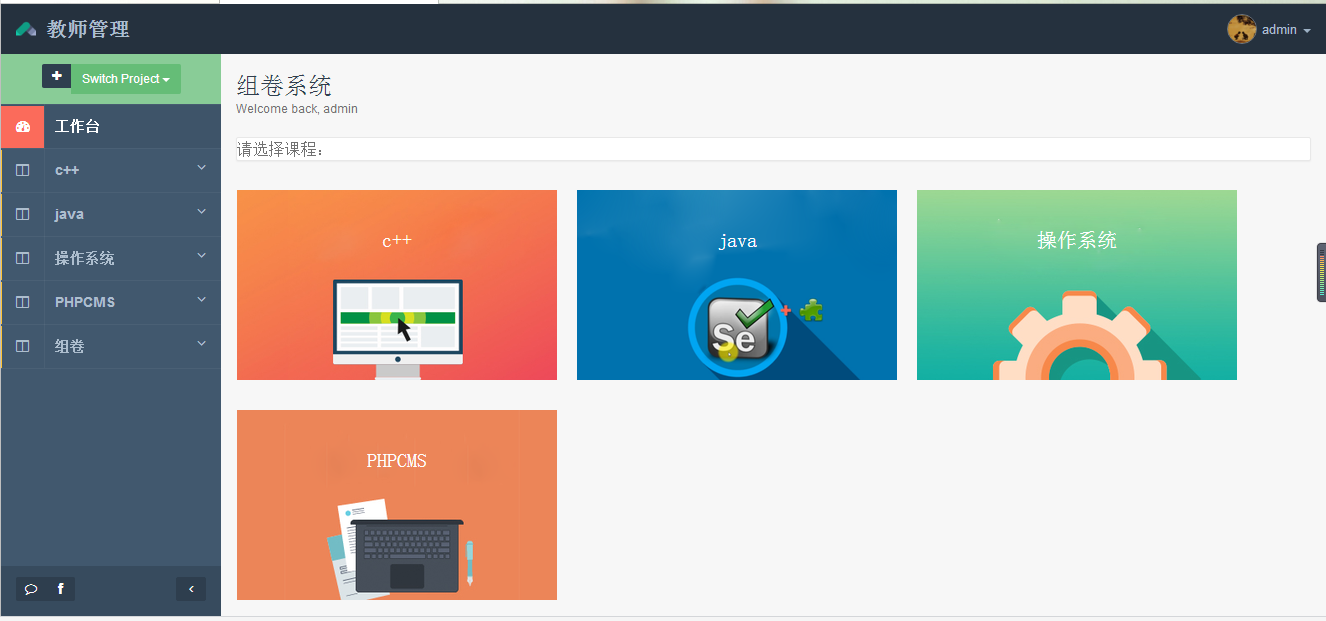 教师管理
admin
Switch Project
工作台
c++
java
操作系统
PHPCMS
组卷
组卷系统
Welcome back, admin
请选择课程：
c++
java
操作系统
Se
PHPCMS